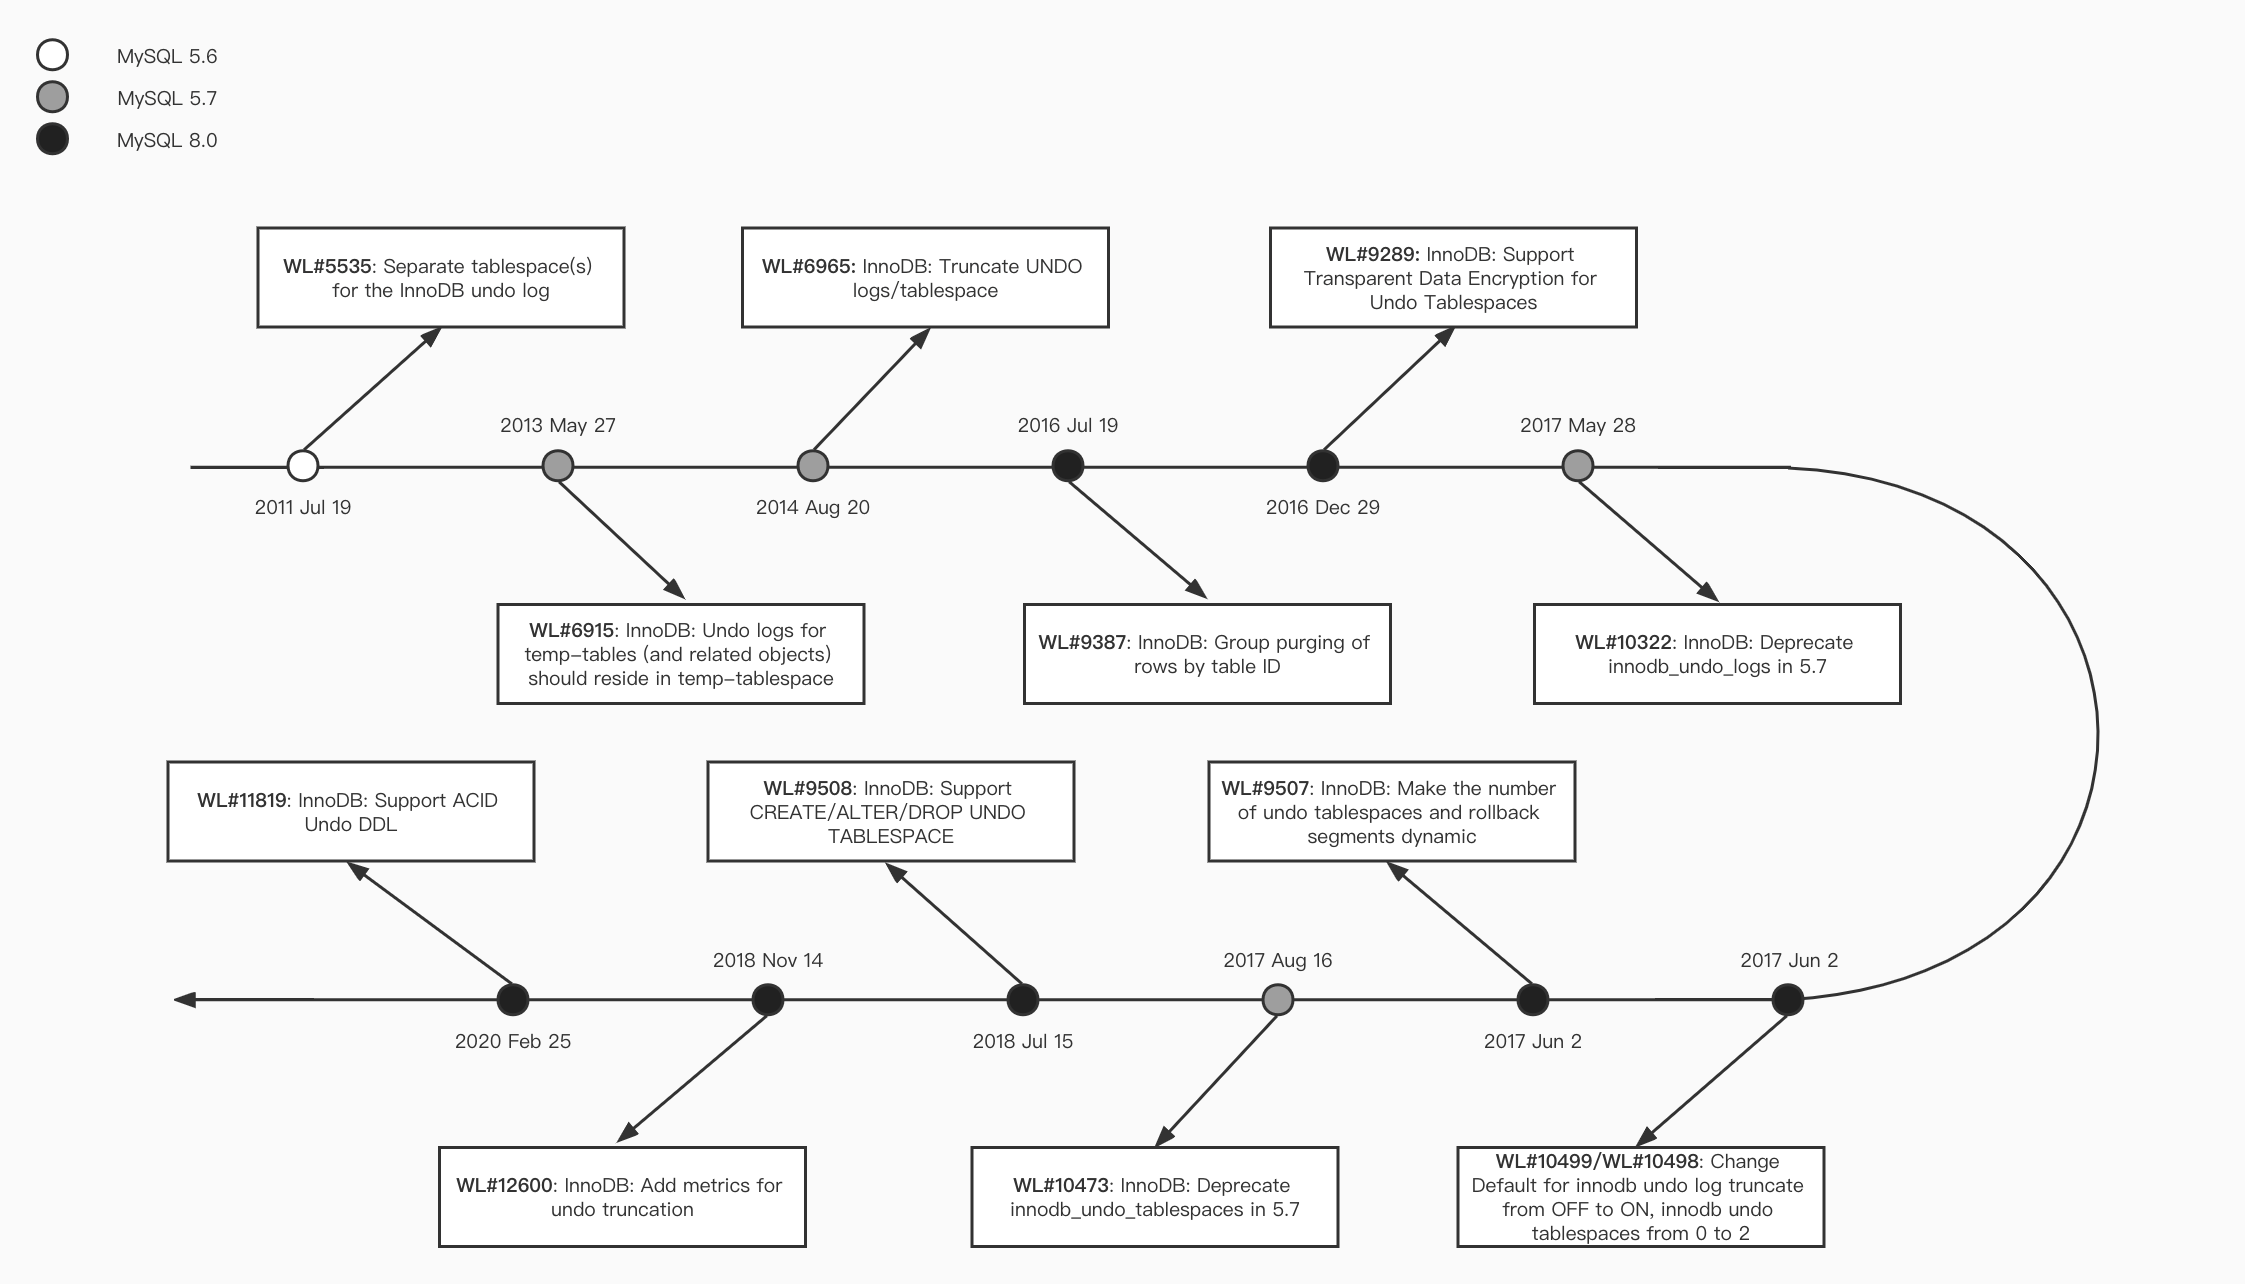 MySQL 5.6
MySQL 5.7
MySQL 8.0
WL#5535: Separate tablespace(s)
for the InnoDB undo log
WL#6965: InnoDB: Truncate UNDO
logs/tablespace
WL#9289: InnoDB: Support
Transparent Data Encryption for
Undo Tablespaces
2013 May 27
2016 Jul 19
2017 May 28
2011 Jul 19
2014 Aug 20
2016 Dec 29
WL#6915: InnoDB: Undo logs for
temp-tables (and related objects)
should reside in temp-tablespace
WL#9387: InnoDB: Group purging of
rows by table ID
WL#10322: InnoDB: Deprecate
innodb_undo_logs in 5.7
WL#11819: InnoDB: Support ACID
Undo DDL
WL#9508: InnoDB: Support
CREATE/ALTER/DROP UNDO
TABLESPACE
WL#9507: InnoDB: Make the number
of undo tablespaces and rollback
segments dynamic
2018 Nov 14
2017 Aug 16
2017 Jun 2
2020 Feb 25
2018 Jul 15
2017 Jun 2
WL#12600: InnoDB: Add metrics for
undo truncation
WL#10473: InnoDB: Deprecate
innodb_undo_tablespaces in 5.7
WL#10499/WL#10498: Change
Default for innodb undo log truncate
from OFF to ON, innodb undo
tablespaces from 0 to 2